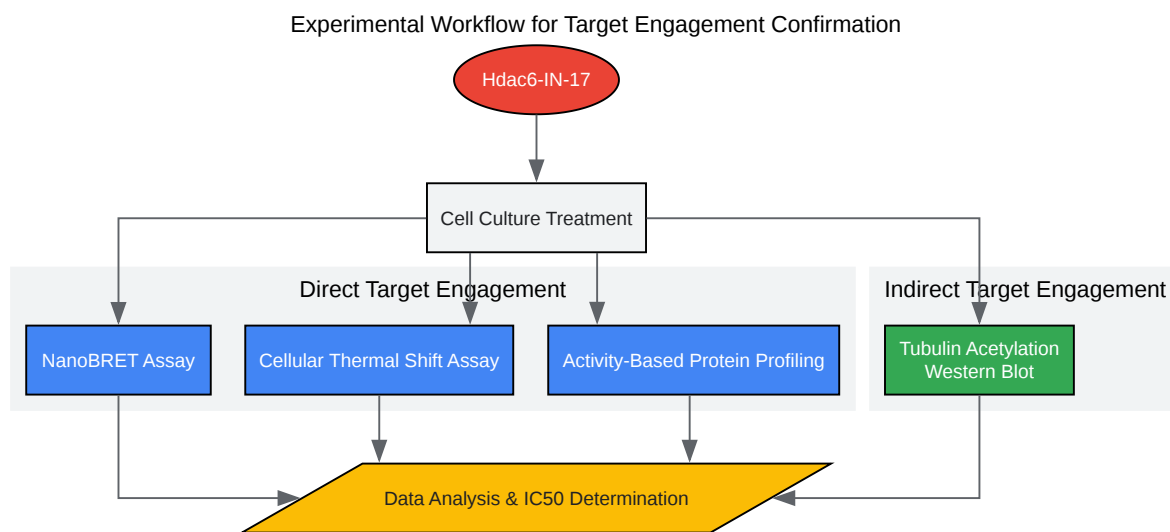 Experimental Workflow for Target Engagement Confirmation
Hdac6-IN-17
Cell Culture Treatment
Direct Target Engagement
Indirect Target Engagement
NanoBRET Assay
Cellular Thermal Shift Assay
Activity-Based Protein Profiling
Tubulin Acetylation
Western Blot
Data Analysis & IC50 Determination